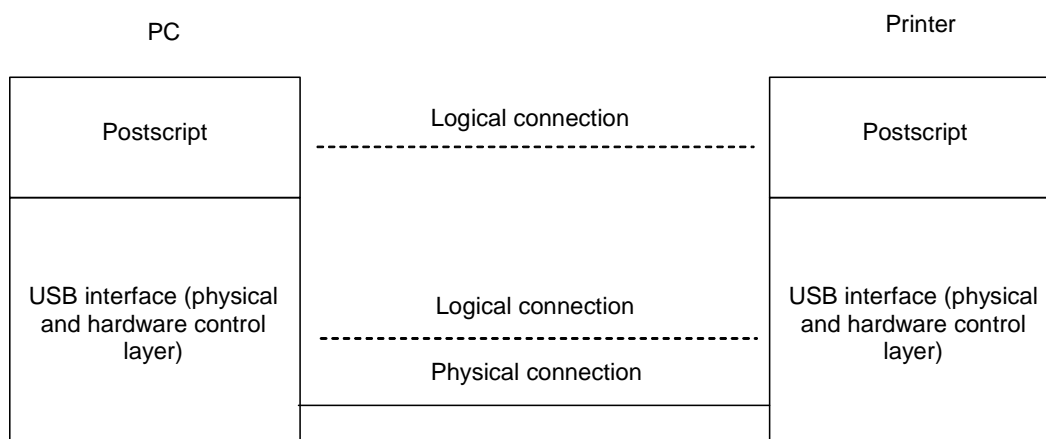 PC
Printer
Postscript
Logical connection
Postscript
USB interface (physical
and hardware control
layer)
Logical connection
Physical connection
USB interface (physical
and hardware control
layer)